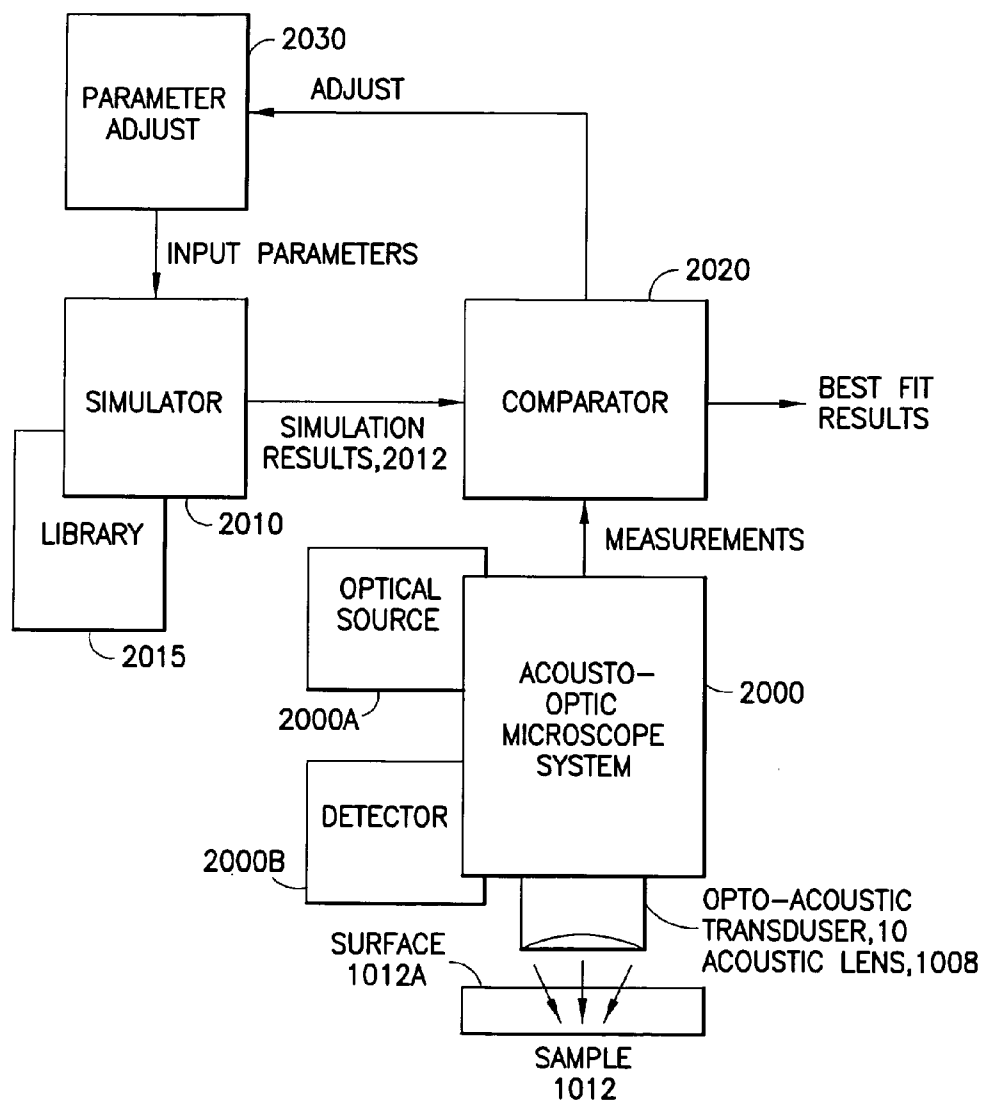 2030
PARAMETER
ADJUST
ADJUST
INPUT PARAMETERS
2020
SIMULATOR
SIMULATION
RESULTS,2012
COMPARATOR
BEST FIT
RESULTS
LIBRARY
2010
2015
MEASUREMENTS
OPTICAL
SOURCE
2000A
ACOUSTO-
OPTIC
MICROSCOPE
SYSTEM
2000
DETECTOR
2000B
OPTO-ACOUSTIC
TRANSDUSER,10
ACOUSTIC LENS,1008
SURFACE
1012A
SAMPLE
1012